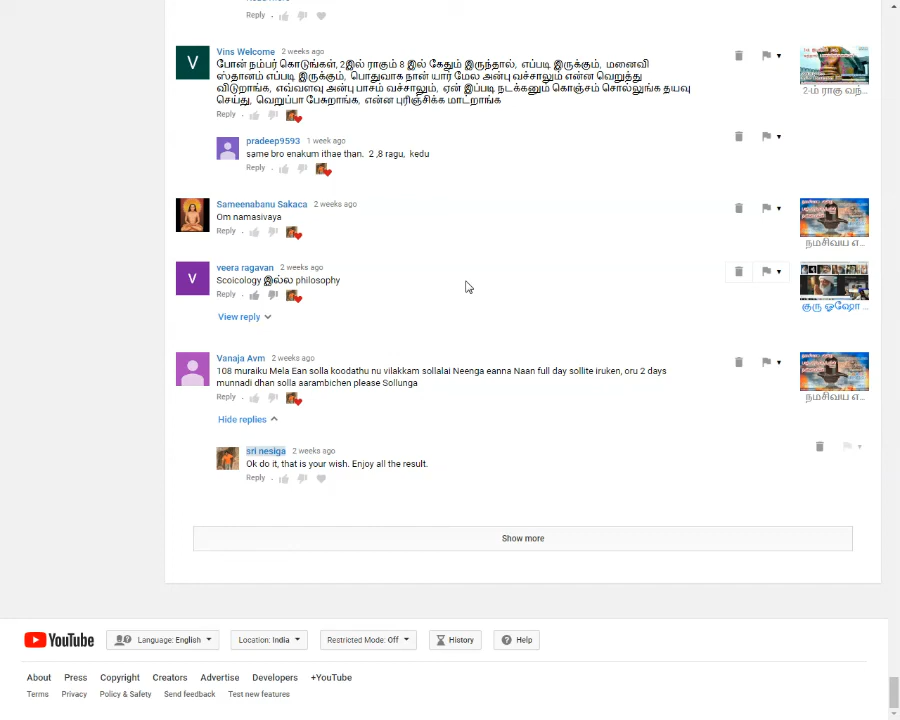 Reply
Vins Welcome 2 weeks ago
போன் நம்பர் கொடுங்கள், 2இல் ராகும் 8 இல் கேதும் இருந்தால், எப்படி இருக்கும், மனைவி
ஸ்தானம் எப்படி இருக்கும், பொதுவாக நான் யார் மேல அன்பு வச்சாலும் என்ன வெறுத்து
விடுறாங்க, எவ்வளவு அன்பு பாசம் வச்சாலும், ஏன் இப்படி நடக்கனும் கொஞ்சம் சொல்லுங்க தயவு
செய்து, வெறுப்பா பேசுறாங்க, என்ன புரிஞ்சிக்க மாட்றாங்க
2-ம் ராகு வந்...
Reply
pradeep9593 1 week ago
same bro enakum ithae than. 2 ,8 ragu, kedu
Reply
Sameenabanu Sakaca 2 weeks ago
Om namasivaya
Reply
நமசிவய எ...
veera ragavan 2 weeks ago
Scoicology இல்ல philosophy
Reply
குரு ஓஷோ ...
View reply
Vanaja Avm 2 weeks ago
108 muraiku Mela Ean solla koodathu nu vilakkam sollalai Neenga eanna Naan full day sollite iruken, oru 2 days
munnadi dhan solla aarambichen please Sollunga
Reply
நமசிவய எ...
Hide replies
sri nesiga 2 weeks ago
Ok do it, that is your wish. Enjoy all the result.
Reply
Show more
YouTube Language: English Location: India Restricted Mode: Off History Help
About Press Copyright Creators Advertise Developers +YouTube
Terms Privacy Policy & Safety Send feedback Test new features